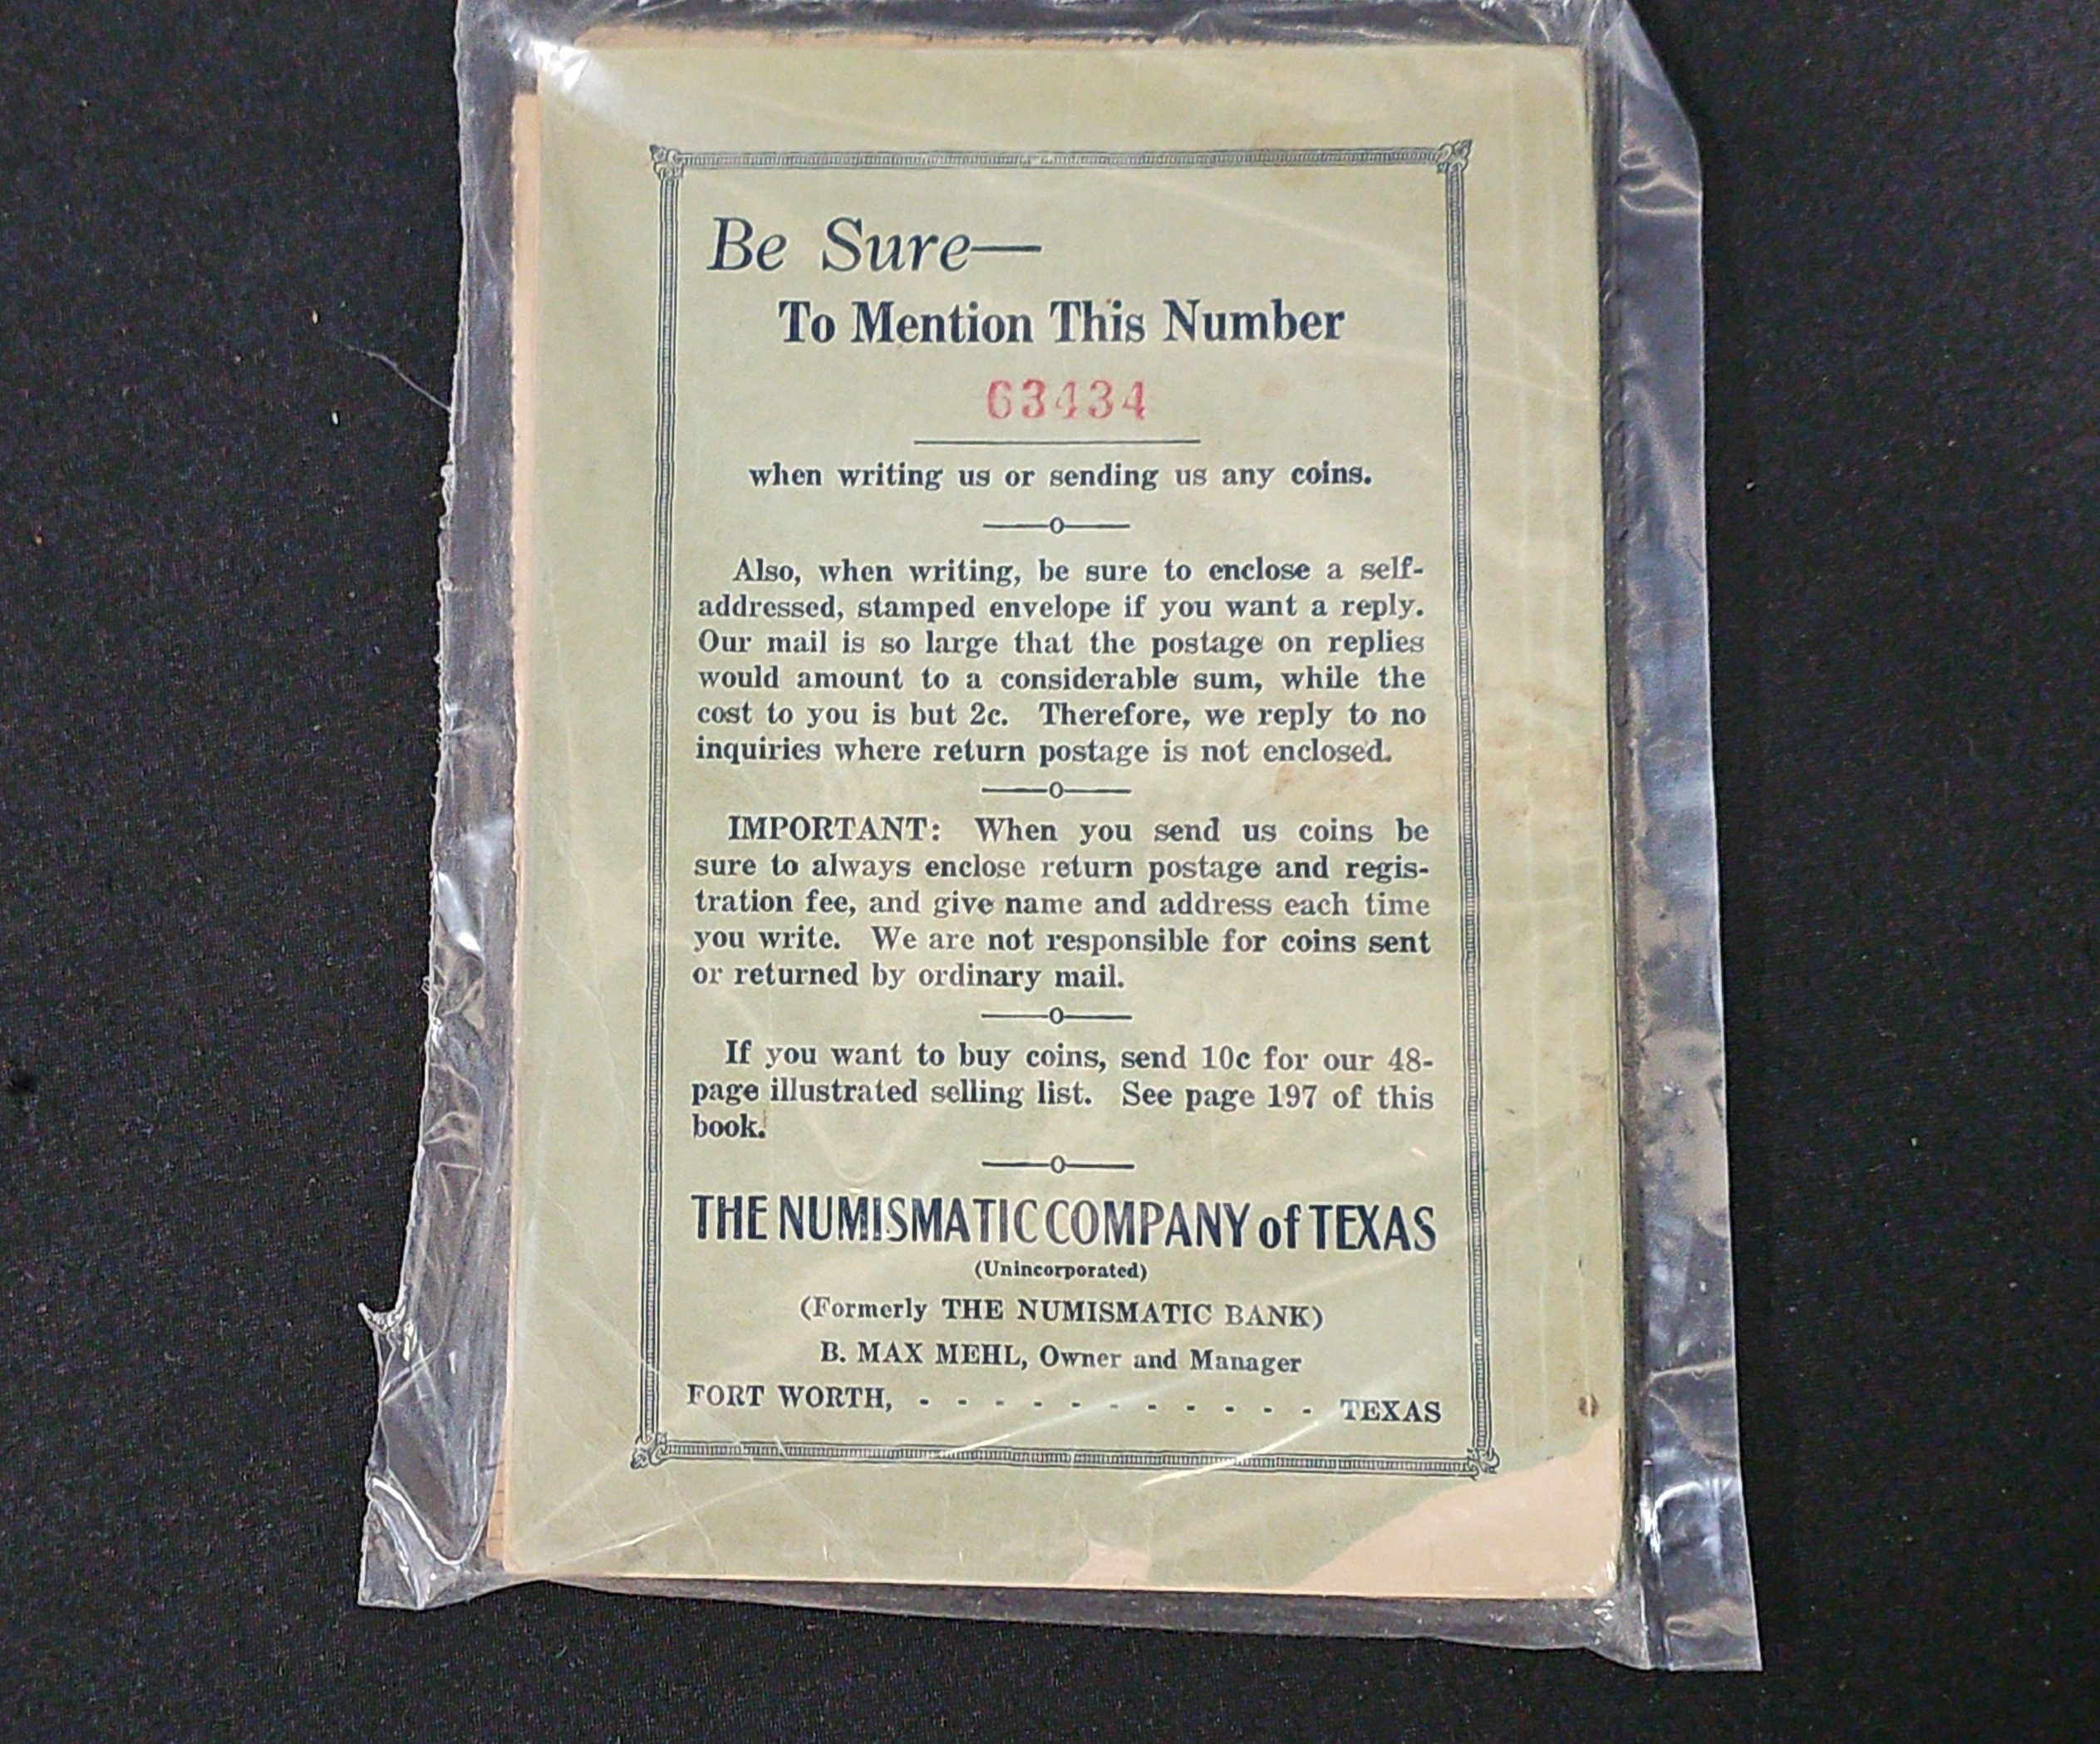 Be Sure—
To Mention This Number
63434
when writing us or sending us any coins.
Also, when writing, be sure to enclose a self-
addressed, stamped envelope if you want a reply.
Our mail is so large that the postage on replies
would amount to a considerable sum, while the
cost to you is but 2c. Therefore, we reply to no
inquiries where return postage is not enclosed.
IMPORTANT: When you send us coins be
sure to always enclose return postage and regis-
tration fee, and give name and address each time
you write. We are not responsible for coins sent
or returned by ordinary mail.
If you want to buy coins, send 10c for our 48-
page illustrated selling list. See page 197 of this
book.
THE NUMISMATIC COMPANY of TEXAS
(Unincorporated)
(Formerly THE NUMISMATIC BANK)
B. MAX MEHL, Owner and Manager
FORT WORTH, - - - - - - - - - - - TEXAS